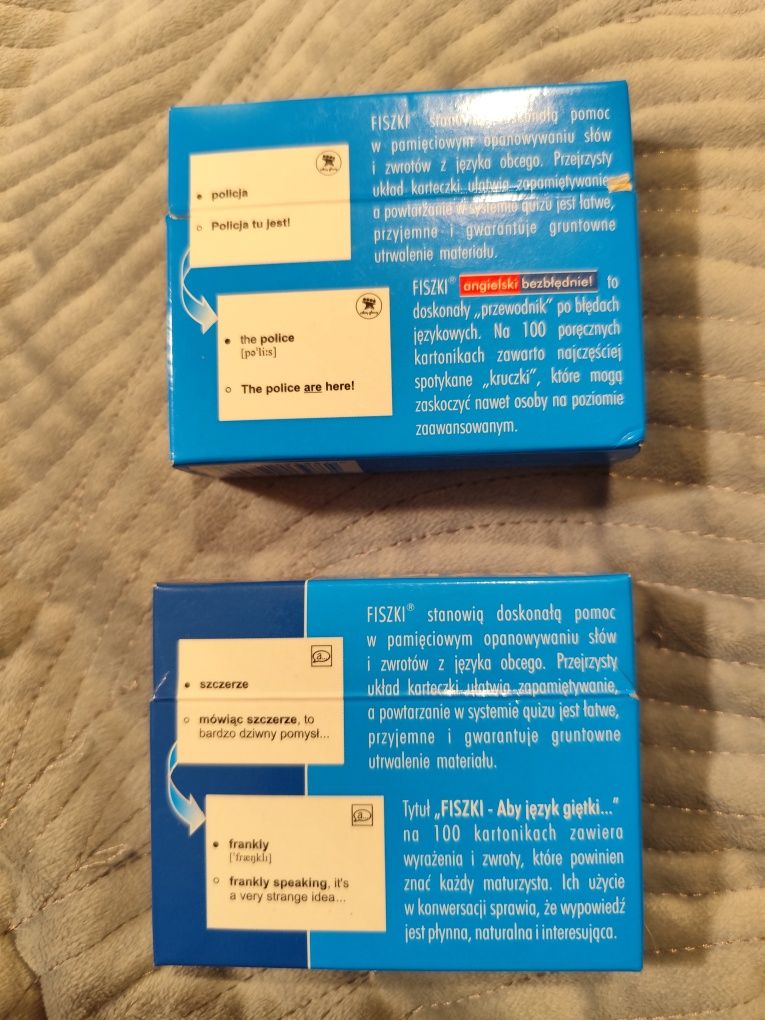 policja
Policja tu jest!
the police
[pə'li:s]
The police are here!
FISZKI® stanowią doskonałą pomoc
w pamięciowym opanowywaniu słów
i zwrotów z języka obcego. Przejrzysty
układ karteczki ułatwia zapamiętywanie,
a powtarzanie w systemie quizu jest łatwe,
przyjemne i gwarantuje gruntowne
utrwalenie materiału.
FISZKI® angielski bezbłędnie! to
doskonały „przewodnik” po błędach
językowych. Na 100 poręcznych
kartonikach zawarto najczęściej
spotykane „kruczki”, które mogą
zaskoczyć nawet osoby na poziomie
zaawansowanym.
szczerze
mówiąc szczerze, to
bardzo dziwny pomysł...
a..
frankly
['fræŋklɪ]
frankly speaking, it's
a very strange idea...
a..
FISZKI® stanowią doskonałą pomoc
w pamięciowym opanowywaniu słów
i zwrotów z języka obcego. Przejrzysty
układ karteczki ułatwia zapamiętywanie,
a powtarzanie w systemie quizu jest łatwe,
przyjemne i gwarantuje gruntowne
utrwalenie materiału.
Tytuł „FISZKI - Aby język giętki...”
na 100 kartonikach zawiera
wyrażenia i zwroty, które powinien
znać każdy maturzysta. Ich użycie
w konwersacji sprawia, że wypowiedź
jest płynna, naturalna i interesująca.